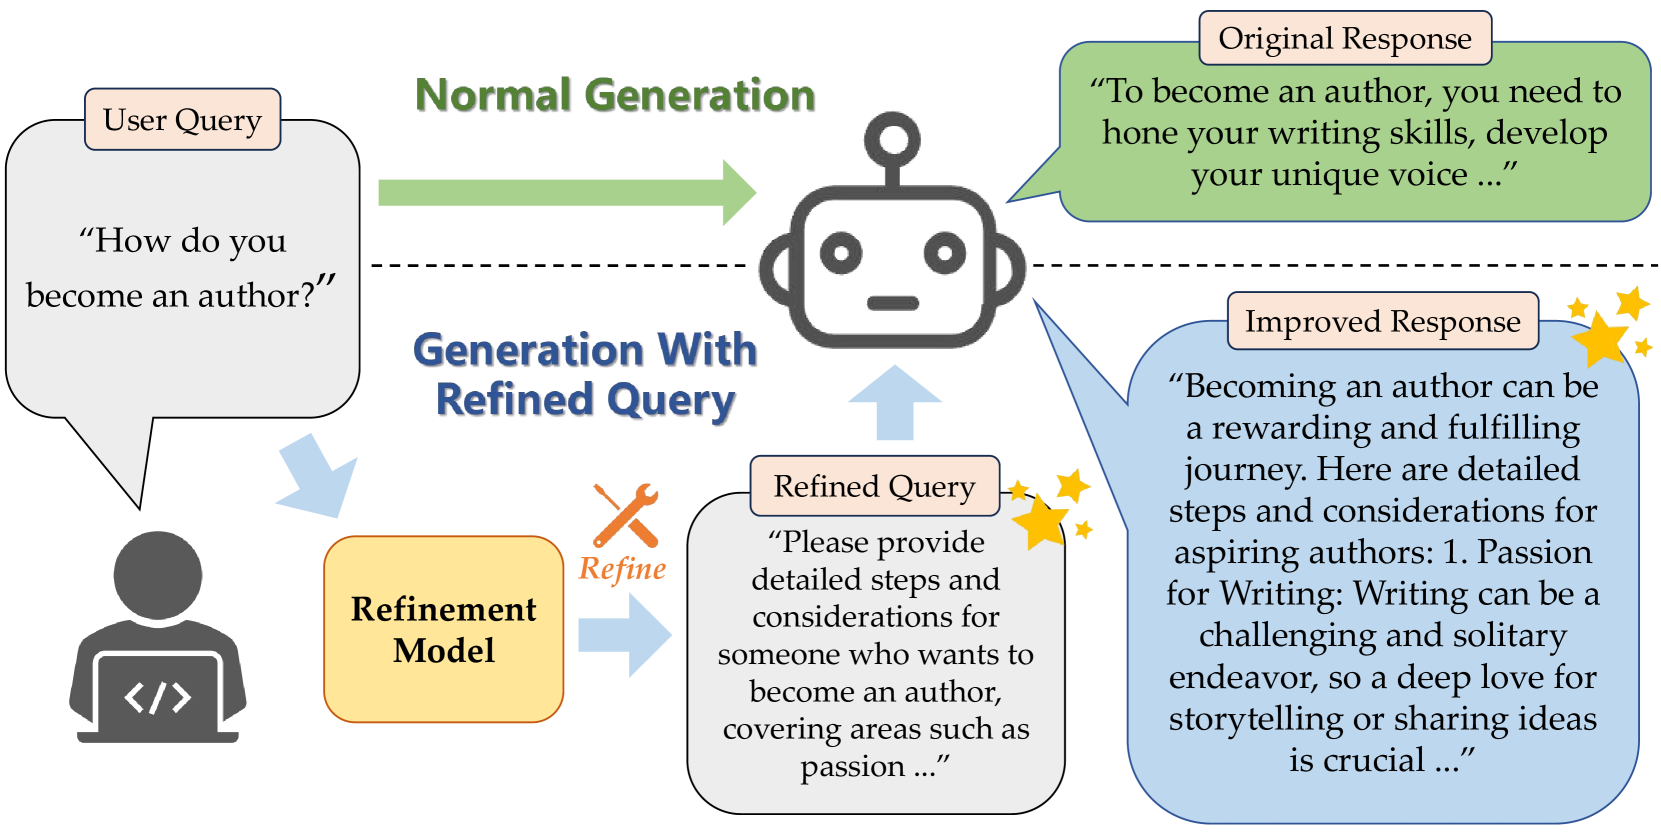 User Query
“How do you
become an author?”
Normal Generation
Original Response
“To become an author, you need to
hone your writing skills, develop
your unique voice ...”
Generation With
Refined Query
Refinement
Model
Refine
</>
Refined Query
“Please provide
detailed steps and
considerations for
someone who wants to
become an author,
covering areas such as
passion ...”
Improved Response
“Becoming an author can be
a rewarding and fulfilling
journey. Here are detailed
steps and considerations for
aspiring authors: 1. Passion
for Writing: Writing can be a
challenging and solitary
endeavor, so a deep love for
storytelling or sharing ideas
is crucial ...”